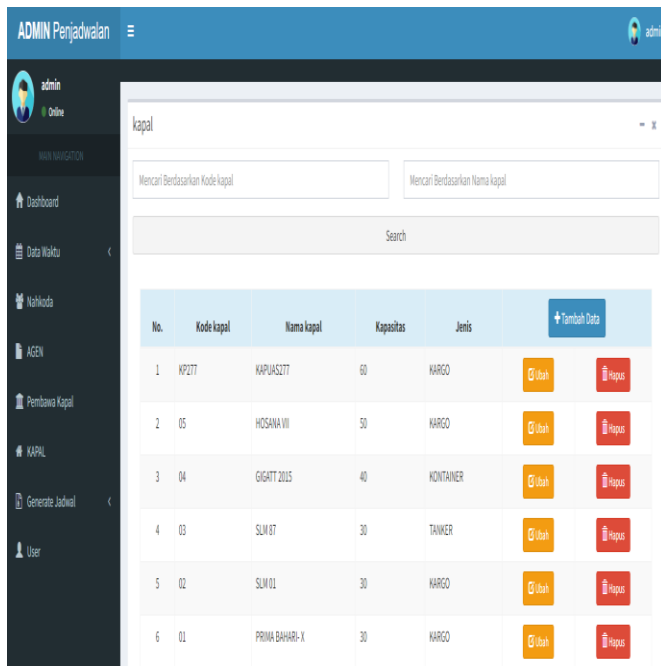 ADMIN Penjadwalan
admin
Online
MAIN NAVIGATION
Dashboard
Data Waktu
Nahkoda
AGEN
Pembawa Kapal
KAPAL
Generate Jadwal
User
kapal
Mencari Berdasarkan Kode kapal Mencari Berdasarkan Nama kapal
Search
No. Kode kapal Nama kapal Kapasitas Jenis Tambah Data
1 KP277 KAPUAS277 60 KARGO Ubah Hapus
2 05 HOSANA VII 50 KARGO Ubah Hapus
3 04 GIGATT 2015 40 KONTAINER Ubah Hapus
4 03 SLM 87 30 TANKER Ubah Hapus
5 02 SLM 01 30 KARGO Ubah Hapus
6 01 PRIMA BAHARI- X 30 KARGO Ubah Hapus